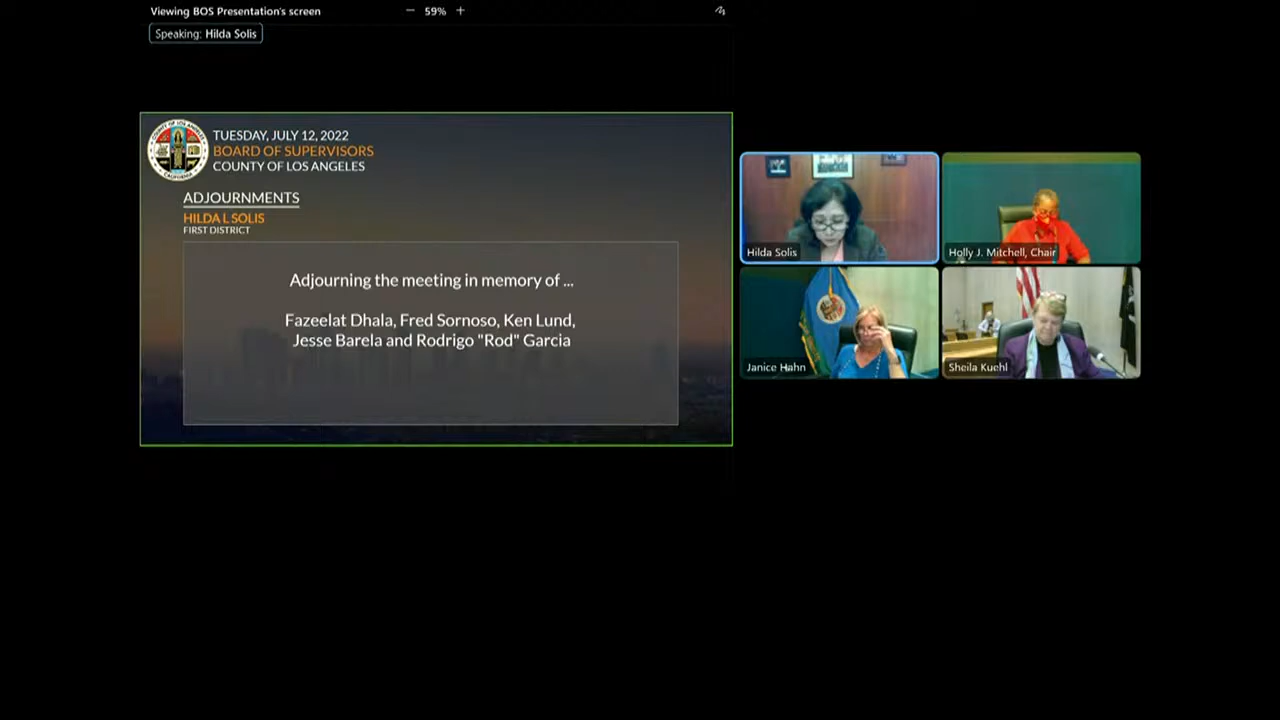 Viewing BOS Presentation's screen
59%
Speaking: Hilda Solis
TUESDAY, JULY 12, 2022
BOARD OF SUPERVISORS
COUNTY OF LOS ANGELES
ADJOURNMENTS
HILDA L SOLIS
FIRST DISTRICT
Adjourning the meeting in memory of ...
Fazeelat Dhala, Fred Sornoso, Ken Lund,
Jesse Barela and Rodrigo "Rod" Garcia
Hilda Solis
Holly J. Mitchell, Chair
Janice Hahn
Sheila Kuehl